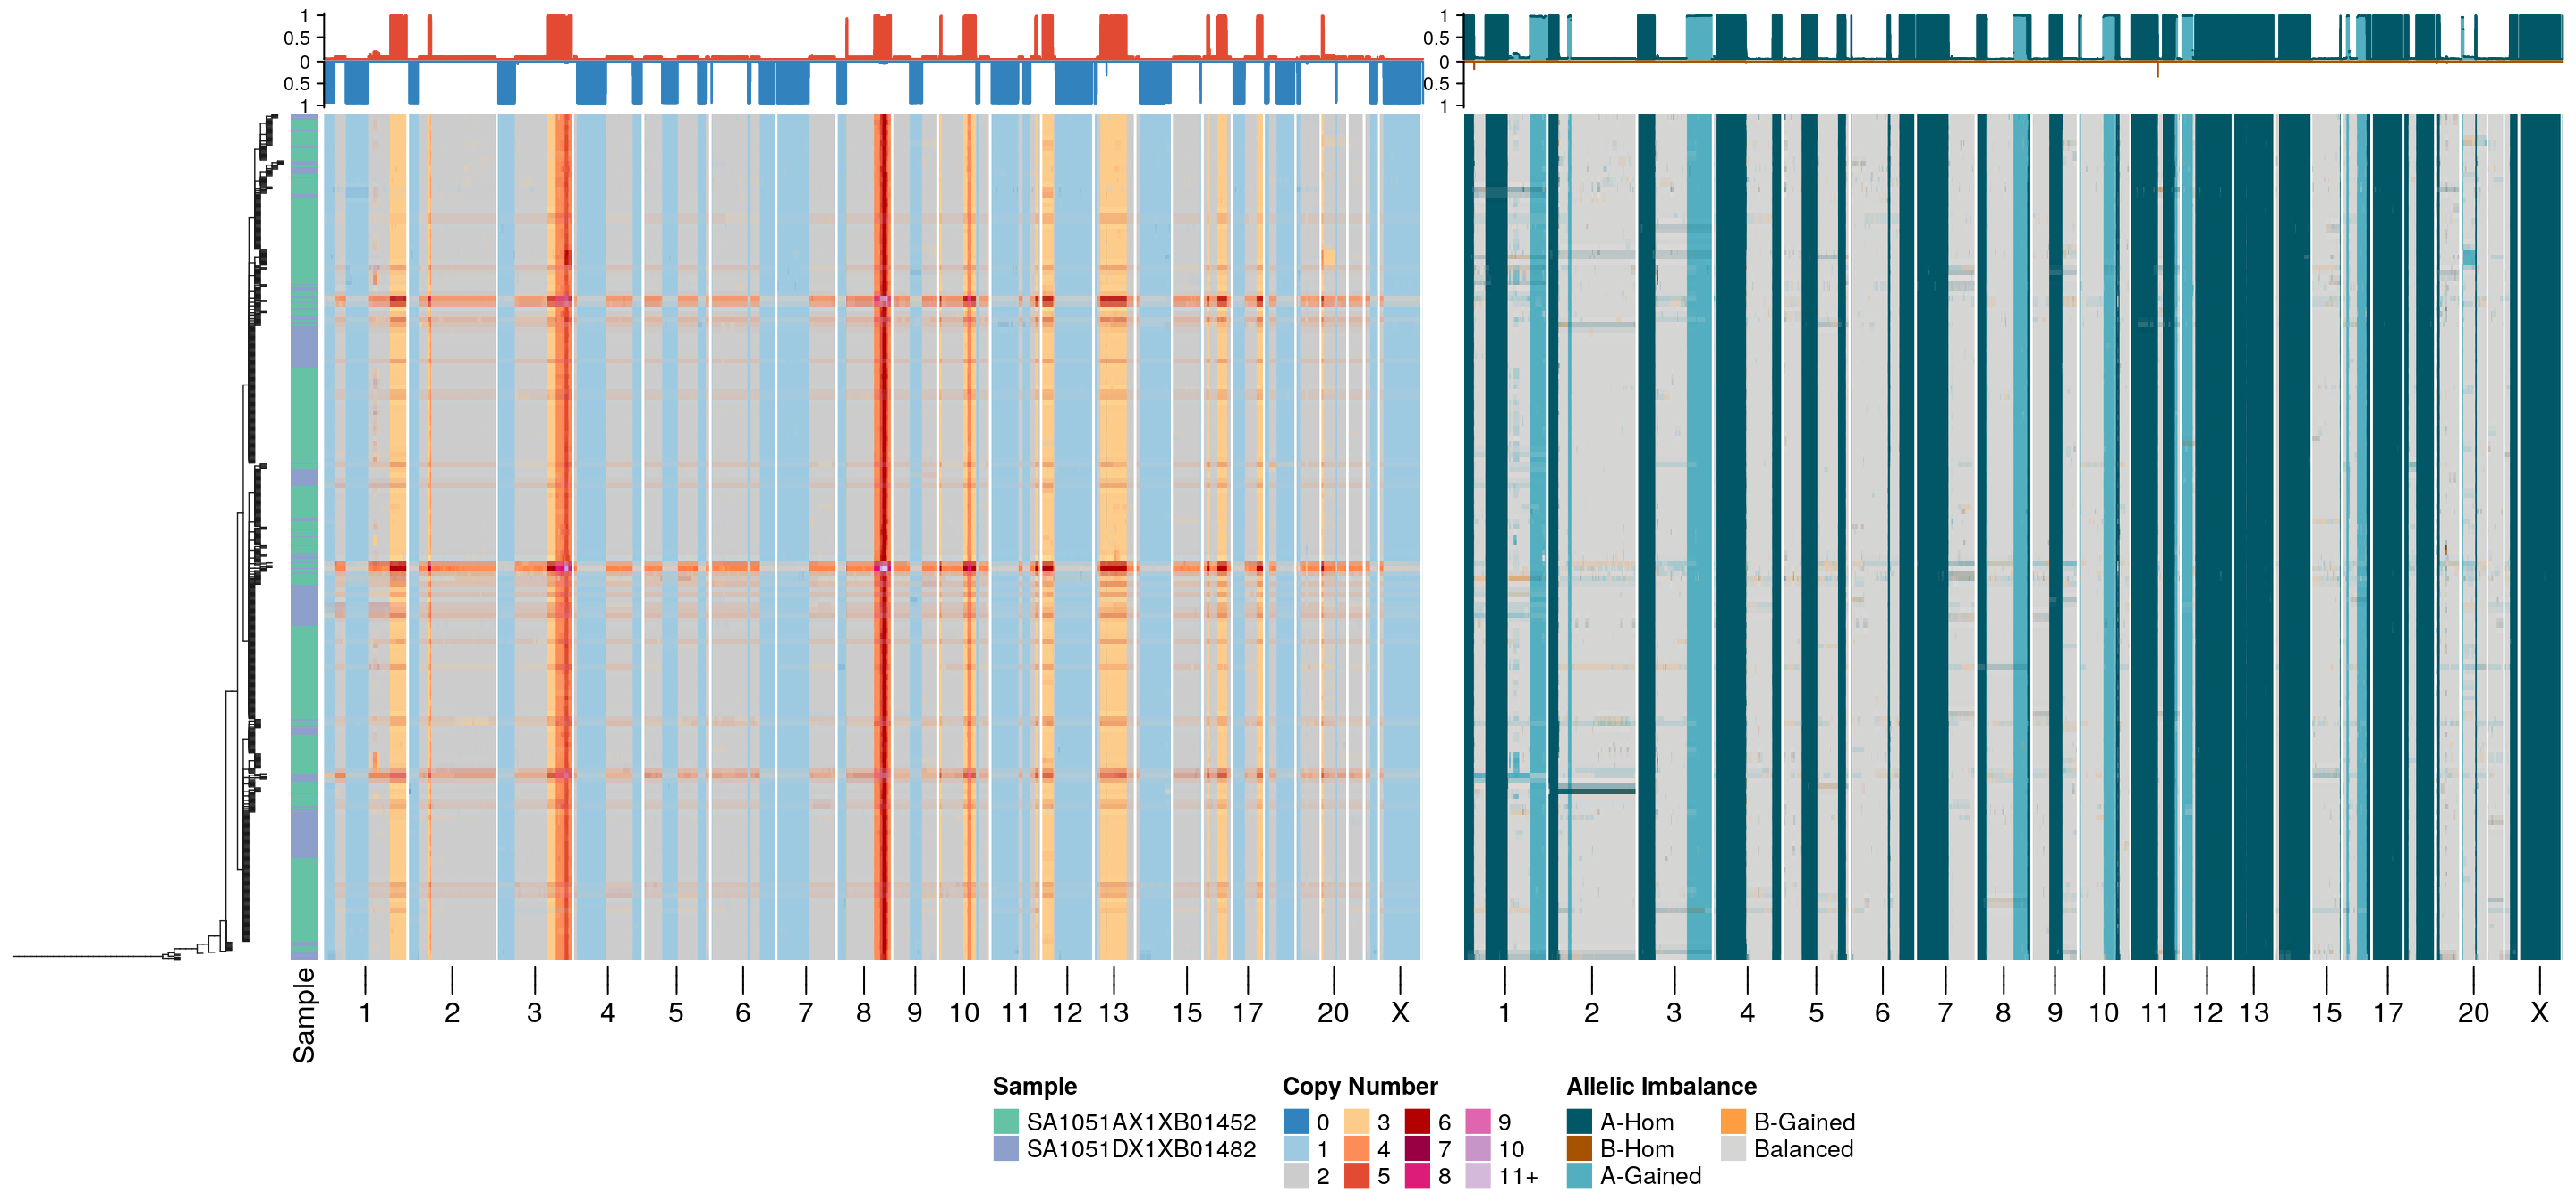 1
0.5
0
0.5
1
1
0.5
0
0.5
1
Sample
1 2 3 4 5 6 7 8 9 10 11 12 13 15 17 20 X
1 2 3 4 5 6 7 8 9 10 11 12 13 15 17 20 X
Sample
SA1051AX1XB01452
SA1051DX1XB01482
Copy Number
0 3 6 9
1 4 7 10
2 5 8 11+
Allelic Imbalance
A-Hom B-Gained
B-Hom Balanced
A-Gained